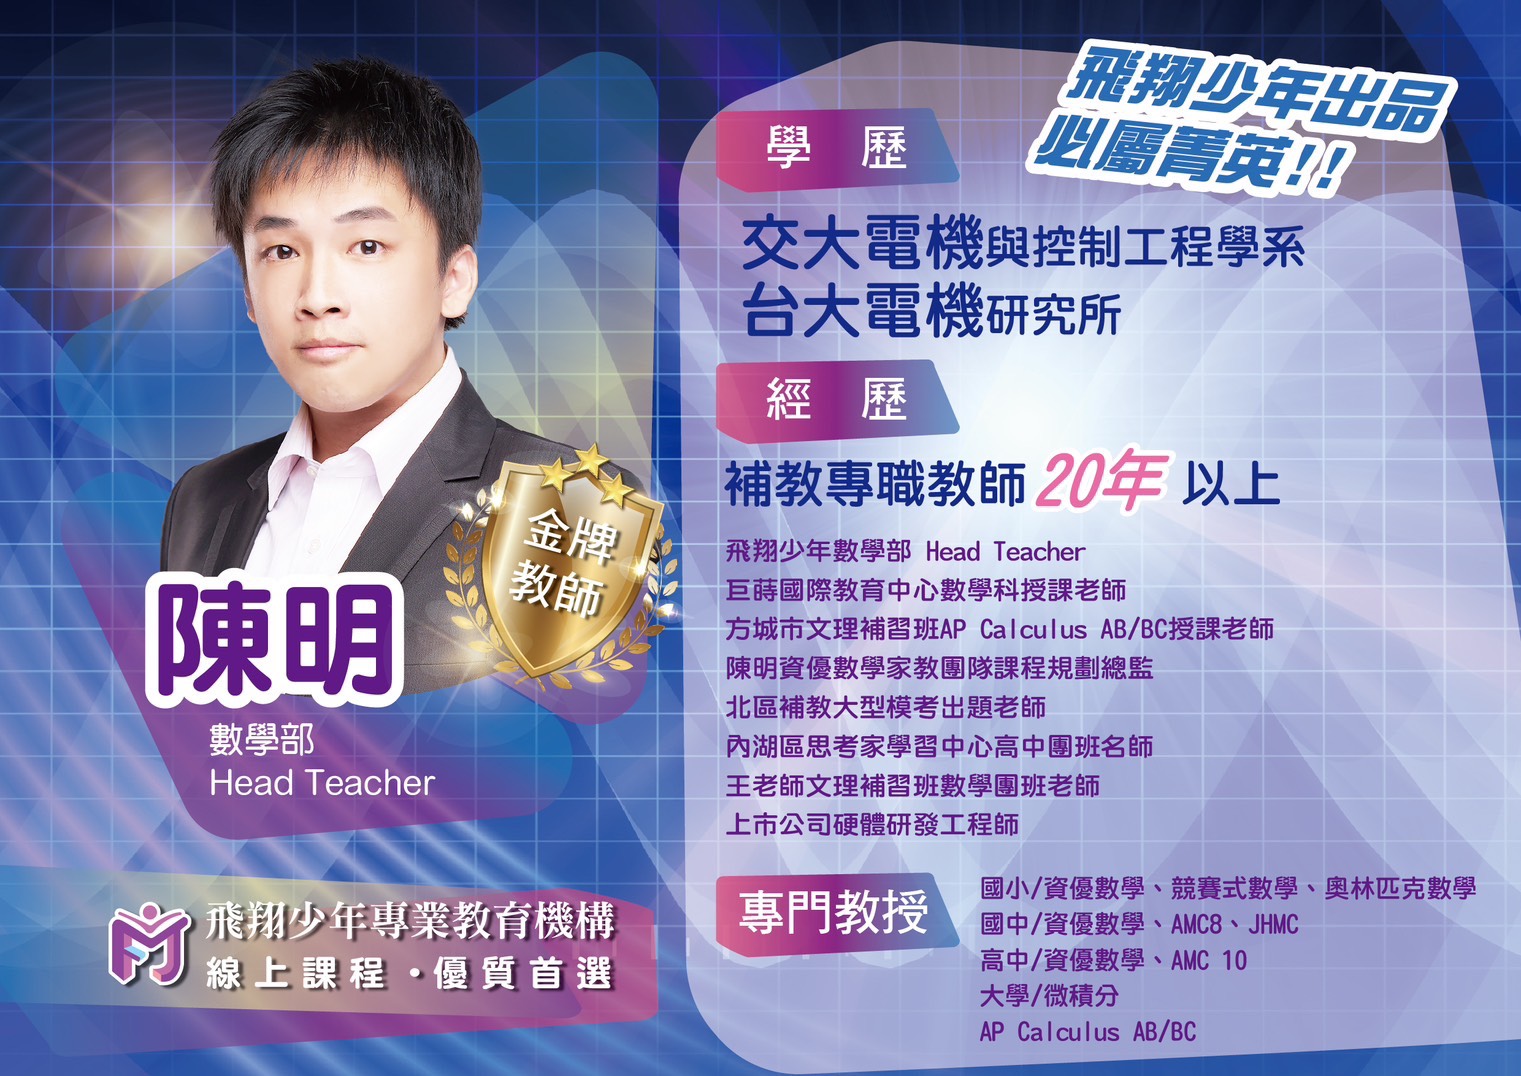 飛翔少年出品
必屬菁英!!
學 歷
交大電機與控制工程學系
台大電機研究所
經 歷
補教專職教師20年 以上
飛翔少年數學部 Head Teacher
巨蒔國際教育中心數學科授課老師
方城市文理補習班AP Calculus AB/BC授課老師
陳明資優數學家教團隊課程規劃總監
北區補教大型模考出題老師
內湖區思考家學習中心高中團班名師
王老師文理補習班數學團班老師
上市公司硬體研發工程師
專門教授
國小/資優數學、競賽式數學、奧林匹克數學
國中/資優數學、AMC8、JHMC
高中/資優數學、AMC 10
大學/微積分
AP Calculus AB/BC
金牌
教師
陳明
數學部
Head Teacher
飛翔少年專業教育機構
線上課程・優質首選